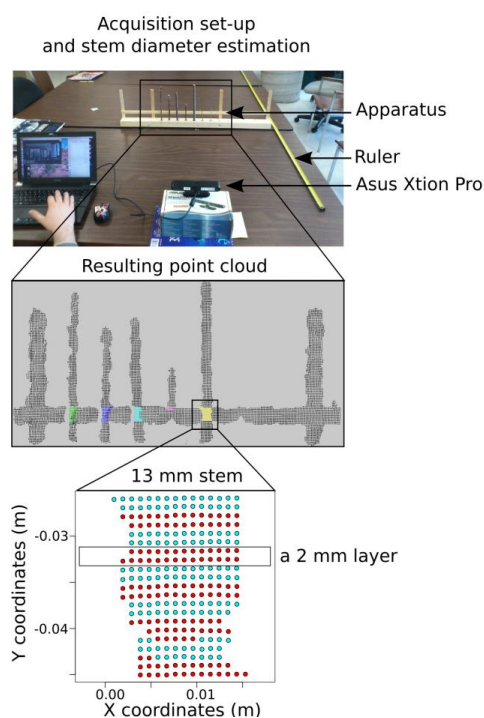 Acquisition set-up
and stem diameter estimation
Apparatus
Ruler
Asus Xtion Pro
Resulting point cloud
13 mm stem
Y coordinates (m)
-0.03
-0.04
a 2 mm layer
0.00
0.01
X coordinates (m)